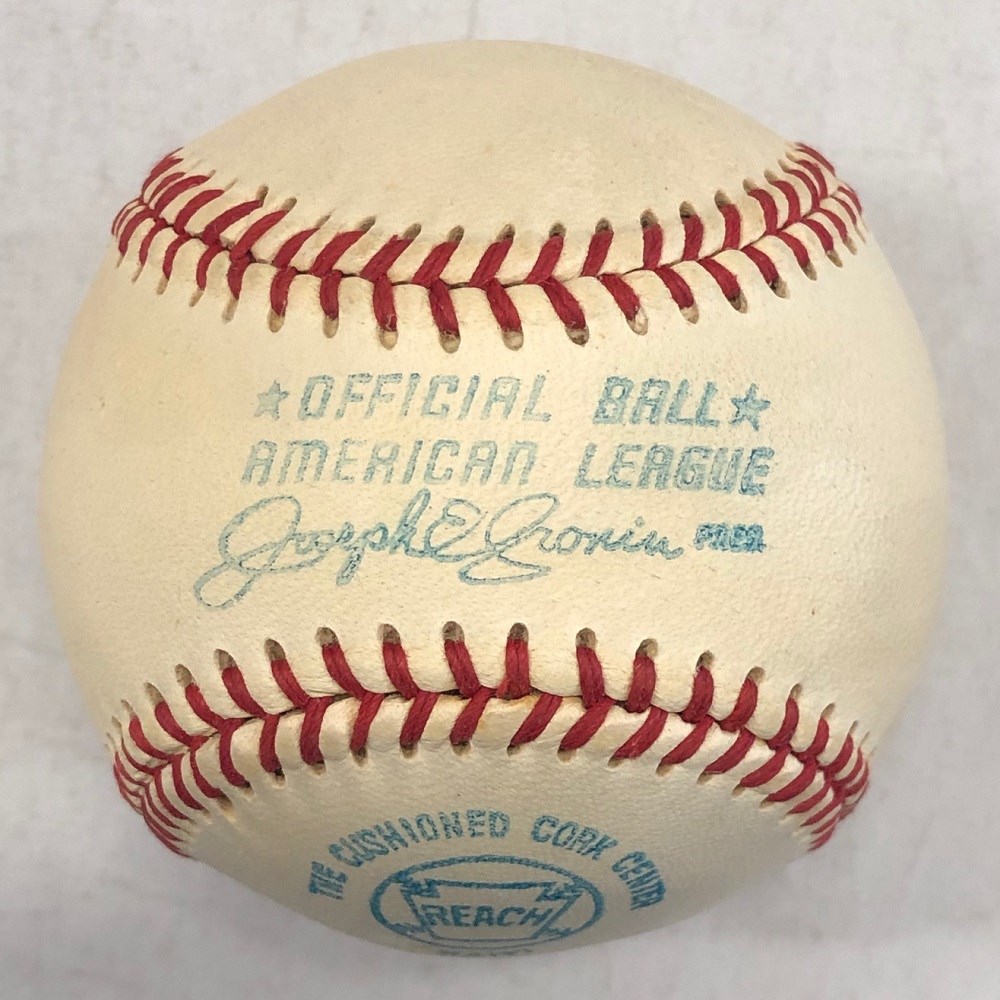 ★OFFICIAL BALL★
AMERICAN LEAGUE
Joseph E Cronin PRES.
THE CUSHIONED CORK CENTER
REACH